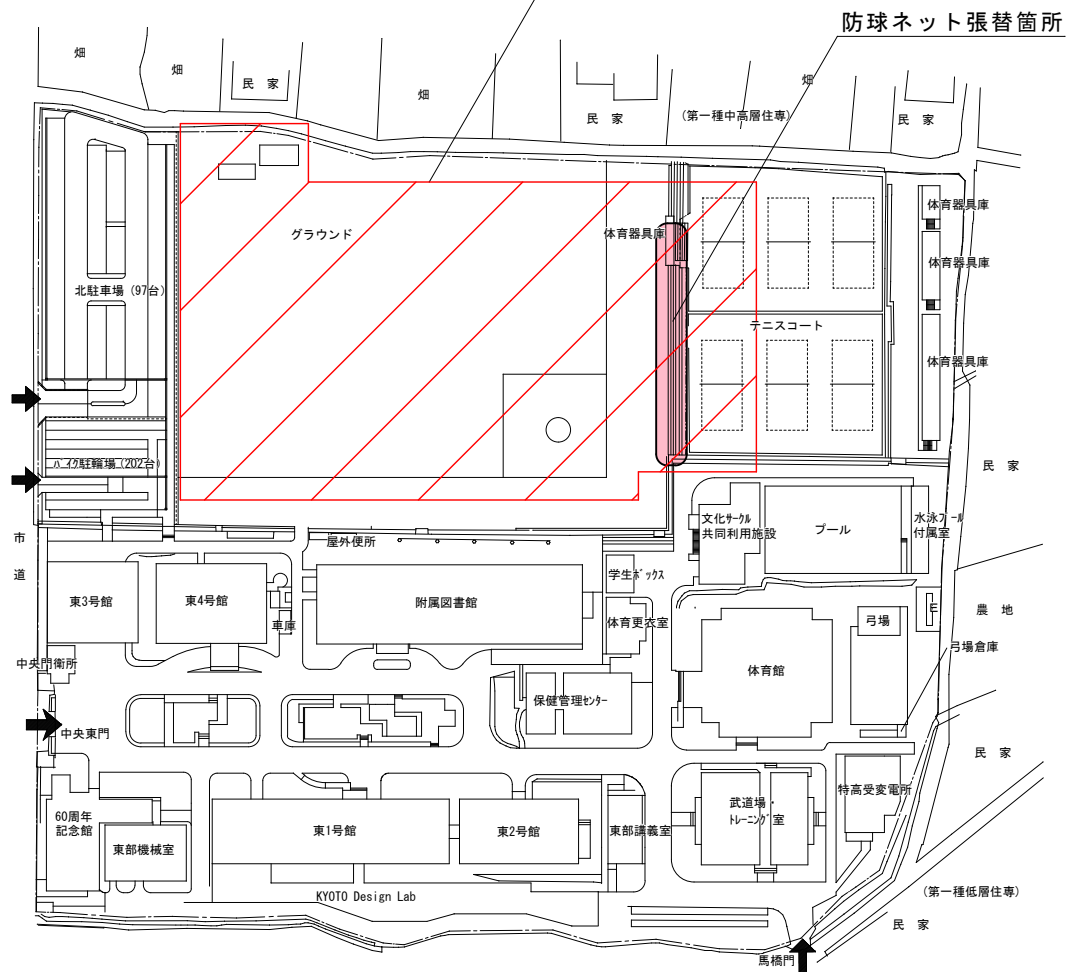 防球ネット張替箇所
畑
畑
民 家
畑
民 家
(第一種中高層住専)
畑
民 家
グラウンド
体育器具庫
体育器具庫
体育器具庫
北駐車場 (97台)
テニスコート
体育器具庫
バイク駐輪場 (202台)
民 家
市
道
屋外便所
文化サークル
共同利用施設
プール
水泳プール
付属室
東3号館
東4号館
車庫
附属図書館
学生ボックス
体育更衣室
弓場
農 地
弓場倉庫
中央門衛所
体育館
保健管理センター
中央東門
民 家
特高受変電所
60周年
記念館
東部機械室
東1号館
東2号館
東部講義室
武道場・
トレーニング室
KYOTO Design Lab
(第一種低層住専)
民 家
馬橋門